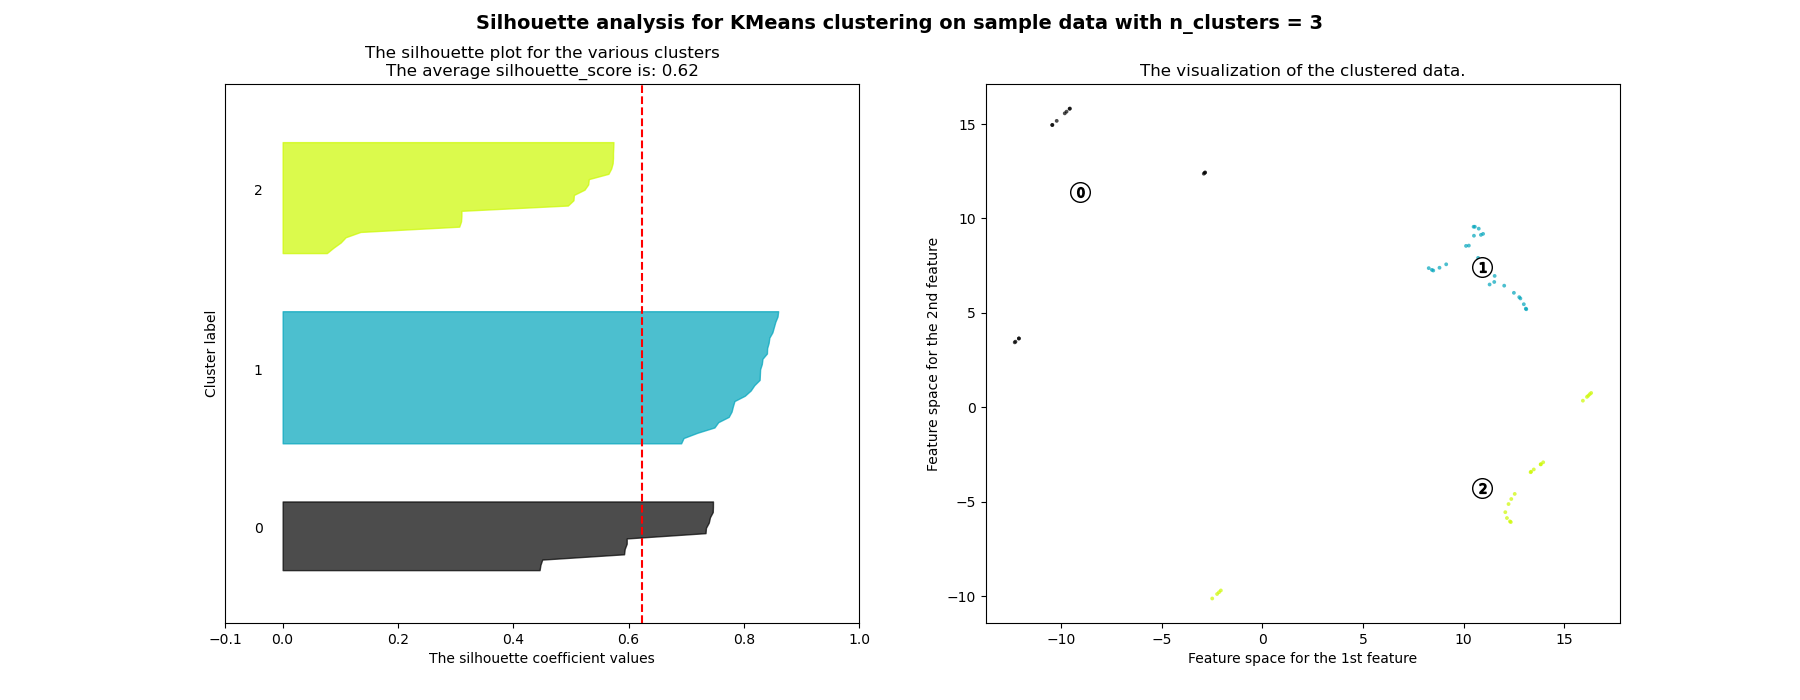 Silhouette analysis for KMeans clustering on sample data with n_clusters = 3
The silhouette plot for the various clusters
The average silhouette_score is: 0.62
Cluster label
2
1
0
−0.1 0.0 0.2 0.4 0.6 0.8 1.0
The silhouette coefficient values
The visualization of the clustered data.
Feature space for the 2nd feature
15
10
5
0
−5
−10
0
1
2
−10 −5 0 5 10 15
Feature space for the 1st feature